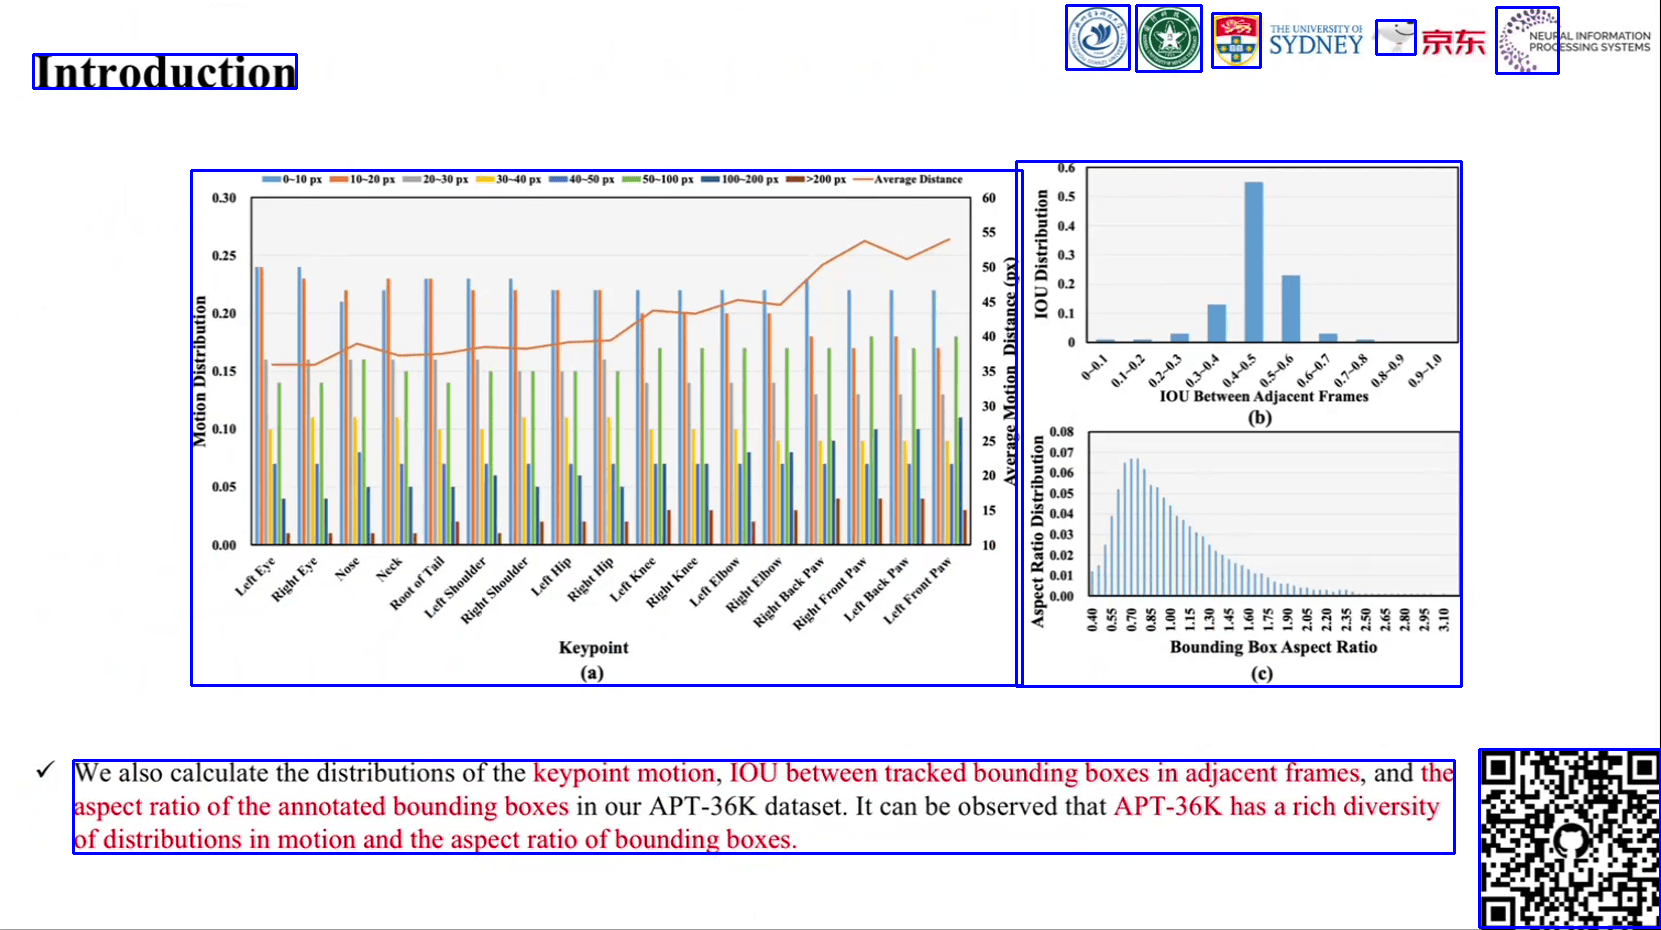 THE UNIVERSITY OF
SYDNEY
京东
NEURAL INFORMATION
PROCESSING SYSTEMS
Introduction
0~10 px 10~20 px 20~30 px 30~40 px 40~50 px 50~100 px 100~200 px >200 px Average Distance
Motion Distribution
0.30
0.25
0.20
0.15
0.10
0.05
0.00
60
55
50
45
40
35
30
25
20
15
10
Average Motion Distance (px)
Left Eye
Right Eye
Nose
Neck
Root of Tail
Left Shoulder
Right Shoulder
Left Hip
Right Hip
Left Knee
Right Knee
Left Elbow
Right Elbow
Right Back Paw
Right Front Paw
Left Back Paw
Left Front Paw
Keypoint
(a)
IOU Distribution
0.6
0.5
0.4
0.3
0.2
0.1
0
0~0.1
0.1~0.2
0.2~0.3
0.3~0.4
0.4~0.5
0.5~0.6
0.6~0.7
0.7~0.8
0.8~0.9
0.9~1.0
IOU Between Adjacent Frames
(b)
Aspect Ratio Distribution
0.08
0.07
0.06
0.05
0.04
0.03
0.02
0.01
0.00
0.40
0.55
0.70
0.85
1.00
1.15
1.30
1.45
1.60
1.75
1.90
2.05
2.20
2.35
2.50
2.65
2.80
2.95
3.10
Bounding Box Aspect Ratio
(c)
✓ We also calculate the distributions of the keypoint motion, IOU between tracked bounding boxes in adjacent frames, and the
aspect ratio of the annotated bounding boxes in our APT-36K dataset. It can be observed that APT-36K has a rich diversity
of distributions in motion and the aspect ratio of bounding boxes.